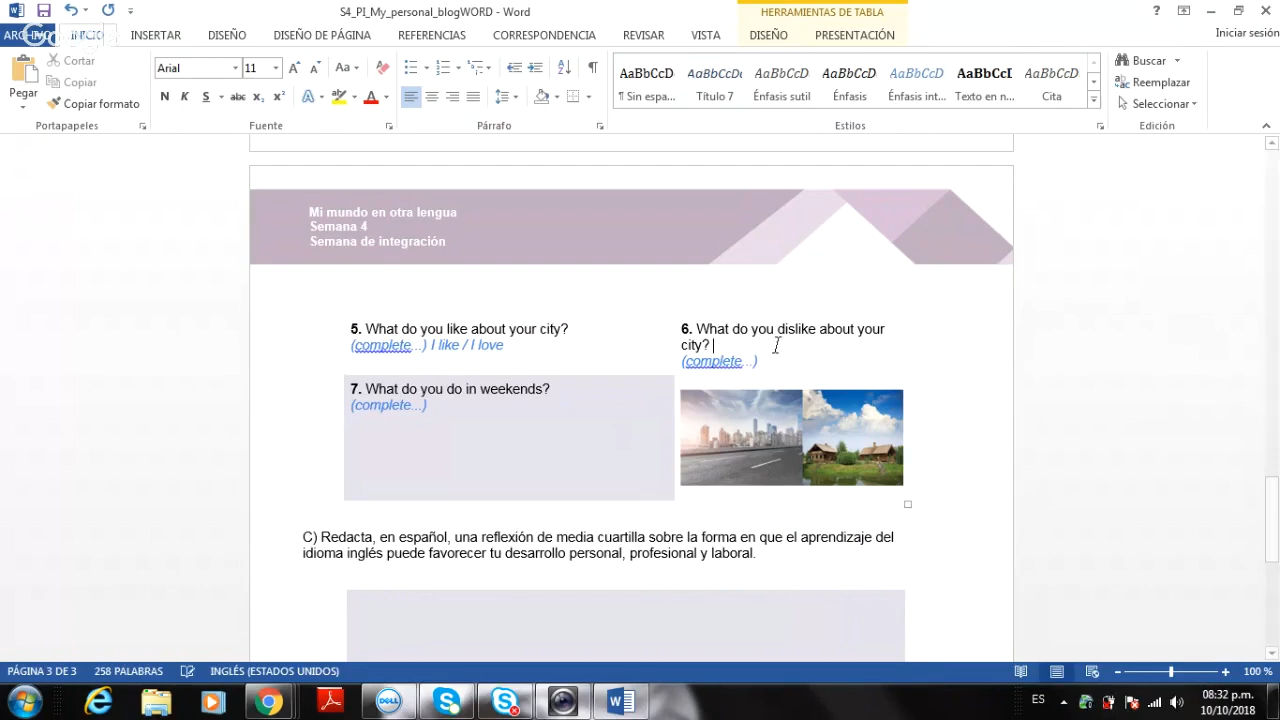 S4_PI_My_personal_blogWORD - Word
HERRAMIENTAS DE TABLA
ARCHIVO INICIO INSERTAR DISEÑO DISEÑO DE PÁGINA REFERENCIAS CORRESPONDENCIA REVISAR VISTA DISEÑO PRESENTACIÓN Iniciar sesión
Pegar
Cortar
Copiar
Copiar formato
Portapapeles
Arial 11
Aa
N K S abc x₂ x²
Fuente
Párrafo
AaBbCcD AaBbCcDc AaBbCcD AaBbCcD AaBbCcD AaBbCcD AaBbCcD
¶ Sin espa... Título 7 Énfasis sutil Énfasis Énfasis int... Texto en n... Cita
Estilos
Buscar
Reemplazar
Seleccionar
Edición
Mi mundo en otra lengua
Semana 4
Semana de integración
5. What do you like about your city?
(complete...) I like / I love
6. What do you dislike about your
city?
(complete...)
7. What do you do in weekends?
(complete...)
C) Redacta, en español, una reflexión de media cuartilla sobre la forma en que el aprendizaje del
idioma inglés puede favorecer tu desarrollo personal, profesional y laboral.
PÁGINA 3 DE 3 258 PALABRAS INGLÉS (ESTADOS UNIDOS) 100 %
DELL
ES
08:32 p.m.
10/10/2018